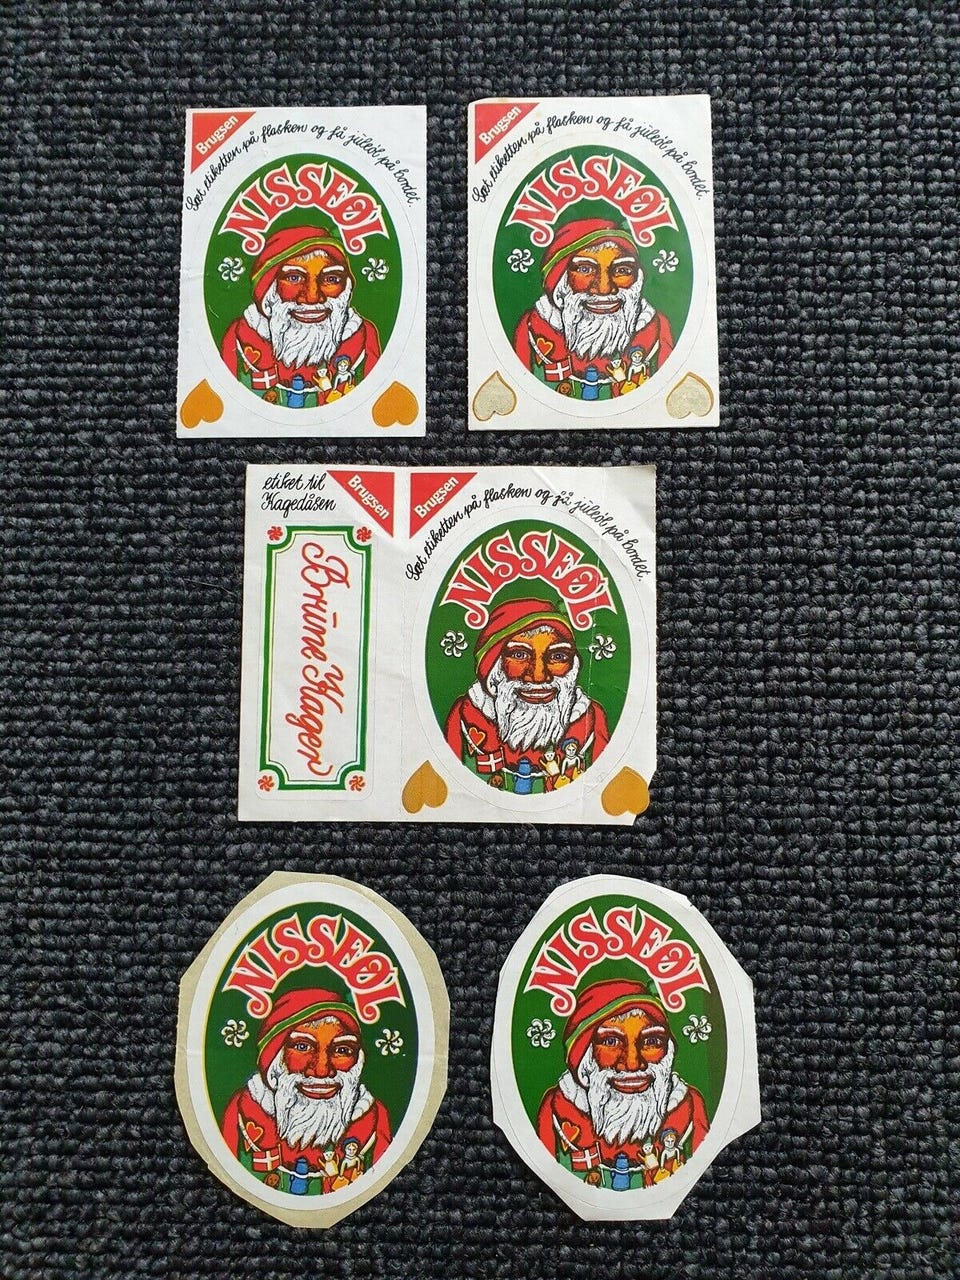 Brugsen
Sæt etiketten på flasken og få juleøl på bordet.
NISSEØL
Brugsen
Sæt etiketten på flasken og få juleøl på bordet.
NISSEØL
etiket til
Kagedåsen
Brugsen
Brune Kager
Brugsen
Sæt etiketten på flasken og få juleøl på bordet.
NISSEØL
NISSEØL
NISSEØL